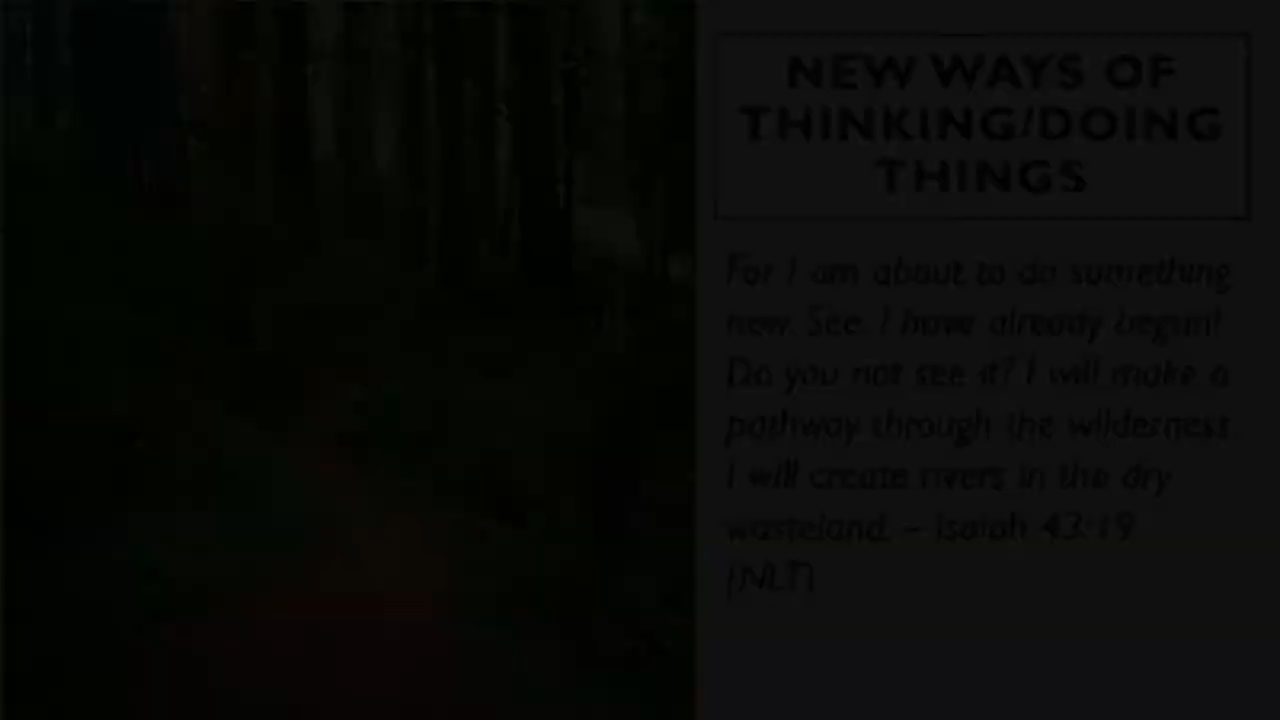 NEW WAYS OF
THINKING/DOING
THINGS
For I am about to do something
new. See, I have already begun!
Do you not see it? I will make a
pathway through the wilderness.
I will create rivers in the dry
wasteland. – Isaiah 43:19
(NLT)